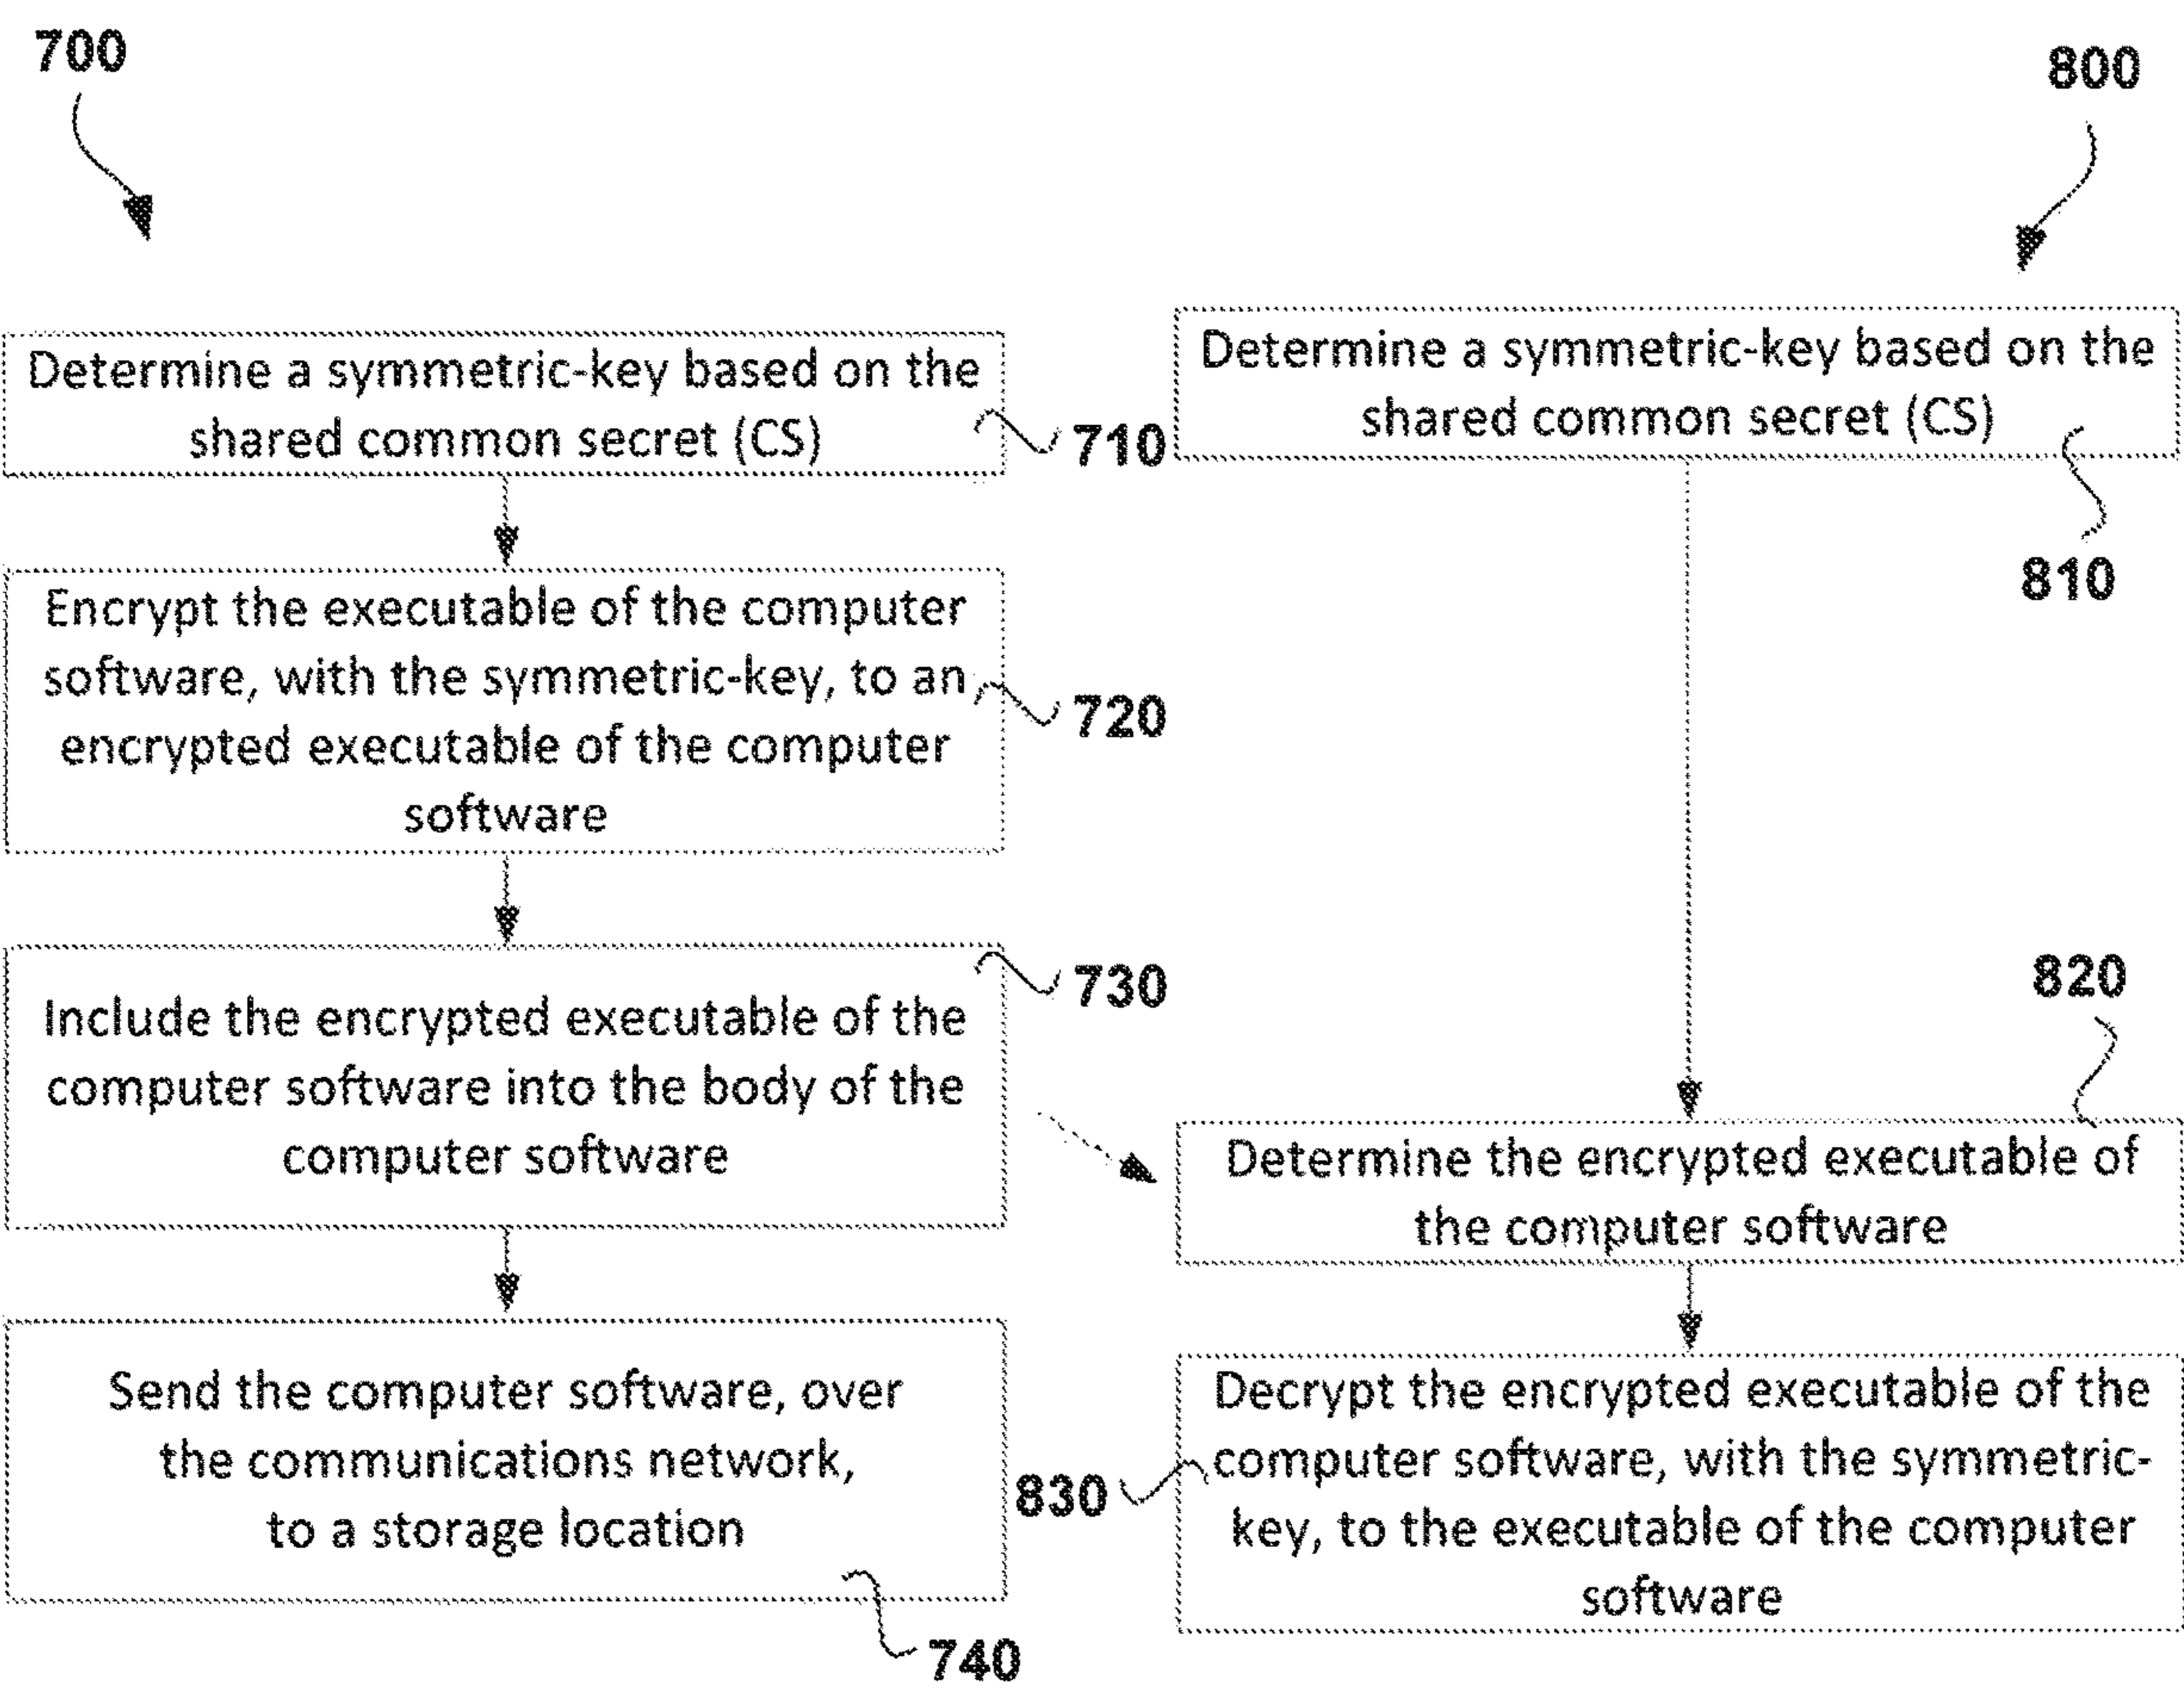 700
Determine a symmetric-key based on the
shared common secret (CS)
710
Encrypt the executable of the computer
software, with the symmetric-key, to an
encrypted executable of the computer
software
720
Include the encrypted executable of the
computer software into the body of the
computer software
730
Send the computer software, over
the communications network,
to a storage location
740
800
Determine a symmetric-key based on the
shared common secret (CS)
810
820
Determine the encrypted executable of
the computer software
Decrypt the encrypted executable of the
computer software, with the symmetric-
key, to the executable of the computer
software
830